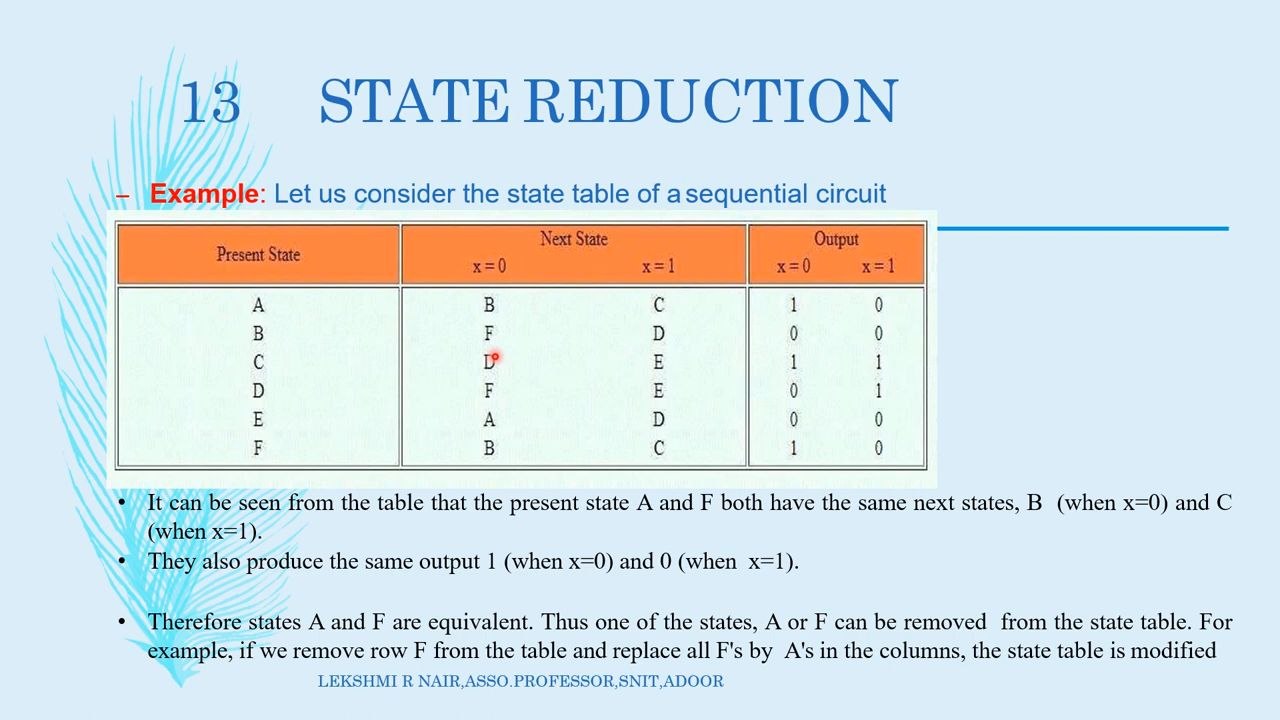 13 STATE REDUCTION
– Example: Let us consider the state table of a sequential circuit
Present State Next State Output
x = 0 x = 1 x = 0 x = 1
A B C 1 0
B F D 0 0
C D E 1 1
D F E 0 1
E A D 0 0
F B C 1 0
• It can be seen from the table that the present state A and F both have the same next states, B (when x=0) and C
(when x=1).
• They also produce the same output 1 (when x=0) and 0 (when x=1).
• Therefore states A and F are equivalent. Thus one of the states, A or F can be removed from the state table. For
example, if we remove row F from the table and replace all F's by A's in the columns, the state table is modified
LEKSHMI R NAIR,ASSO.PROFESSOR,SNIT,ADOOR